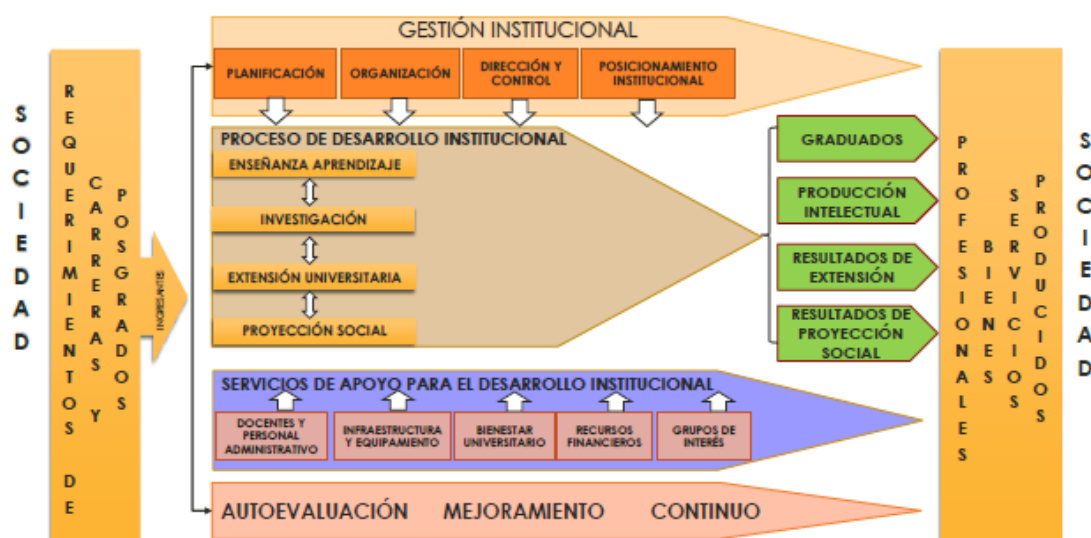 SOCIEDAD
REQUERIMIENTOS DE
CARRERAS Y
POSGRADOS
INGRESANTES
GESTIÓN INSTITUCIONAL
PLANIFICACIÓN
ORGANIZACIÓN
DIRECCIÓN Y
CONTROL
POSICIONAMIENTO
INSTITUCIONAL
PROCESO DE DESARROLLO INSTITUCIONAL
ENSEÑANZA APRENDIZAJE
INVESTIGACIÓN
EXTENSIÓN UNIVERSITARIA
PROYECCIÓN SOCIAL
SERVICIOS DE APOYO PARA EL DESARROLLO INSTITUCIONAL
DOCENTES Y
PERSONAL
ADMINISTRATIVO
INFRAESTRUCTURA
Y EQUIPAMIENTO
BIENESTAR
UNIVERSITARIO
RECURSOS
FINANCIEROS
GRUPOS DE
INTERÉS
AUTOEVALUACIÓN MEJORAMIENTO CONTINUO
GRADUADOS
PRODUCCIÓN
INTELECTUAL
RESULTADOS DE
EXTENSIÓN
RESULTADOS DE
PROYECCIÓN
SOCIAL
PROFESIONALES
BIENES
SERVICIOS
PRODUCIDOS
SOCIEDAD